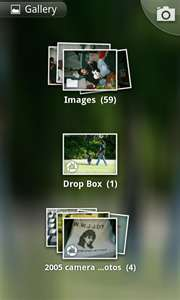 Gallery
Images (59)
Drop Box (1)
W.W.J.J.D?
2005 camera ...otos (4)